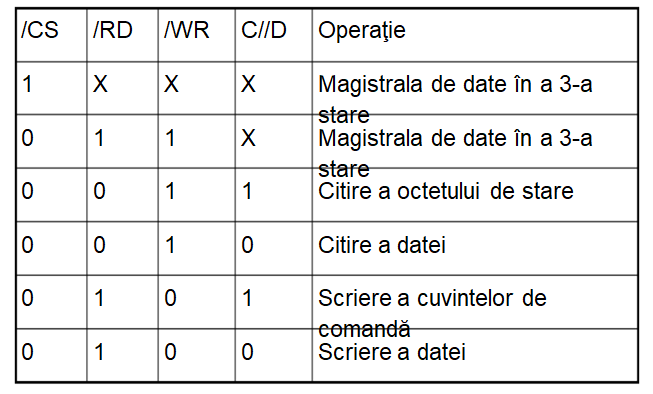 /CS /RD /WR C//D Operaţie
1 X X X Magistrala de date în a 3-a
stare
0 1 1 X Magistrala de date în a 3-a
stare
0 0 1 1 Citire a octetului de stare
0 0 1 0 Citire a datei
0 1 0 1 Scriere a cuvintelor de
comandă
0 1 0 0 Scriere a datei